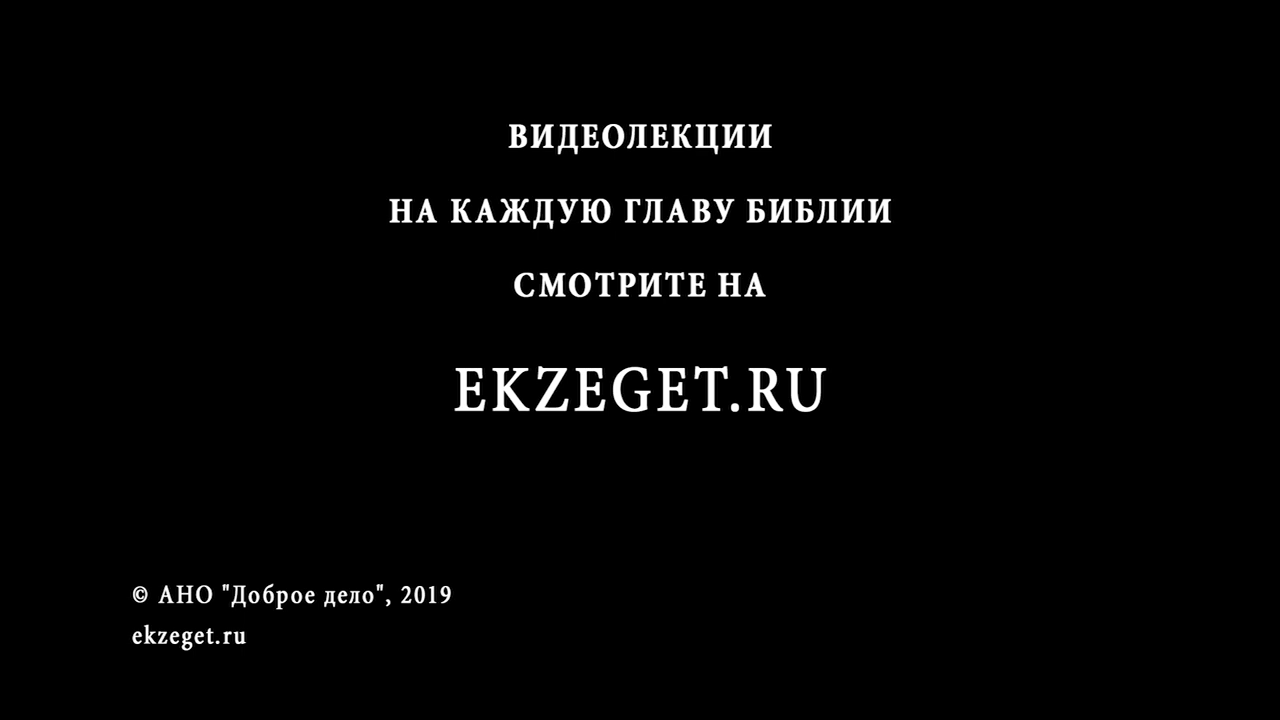 ВИДЕОЛЕКЦИИ
НА КАЖДУЮ ГЛАВУ БИБЛИИ
СМОТРИТЕ НА
EKZEGET.RU
© АНО "Доброе дело", 2019
ekzeget.ru